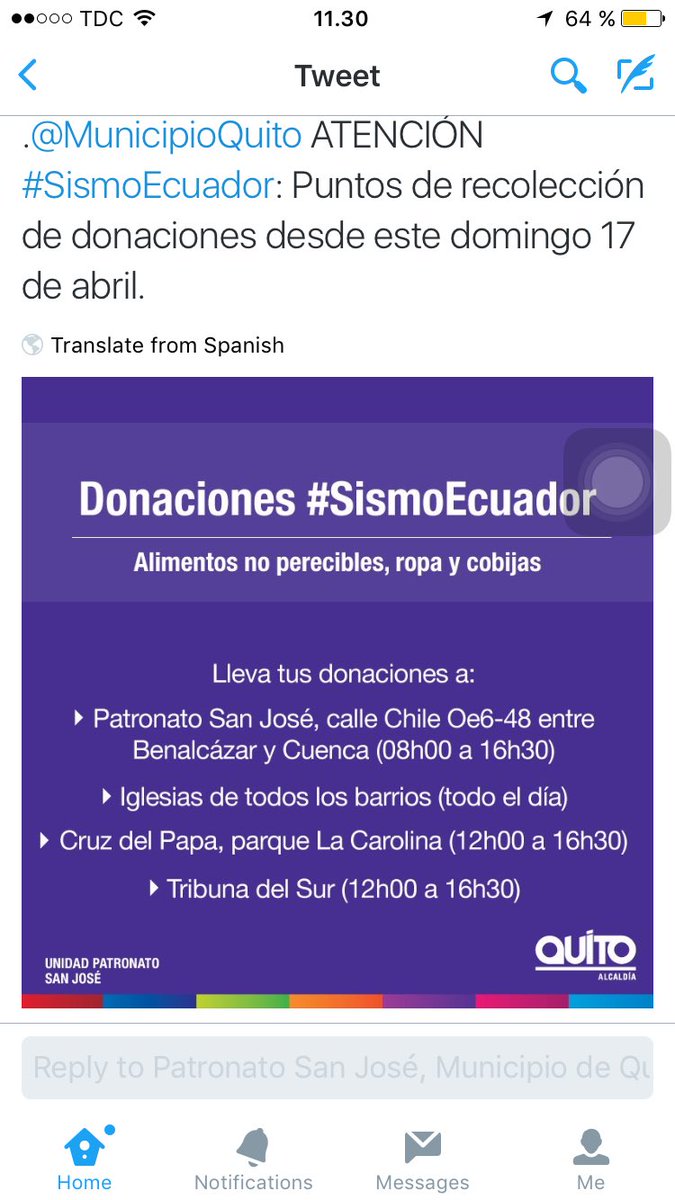 TDC 11.30 64 %
Tweet
.@MunicipioQuito ATENCIÓN
#SismoEcuador: Puntos de recolección
de donaciones desde este domingo 17
de abril.
Translate from Spanish
Donaciones #SismoEcuador
Alimentos no perecibles, ropa y cobijas
Lleva tus donaciones a:
Patronato San José, calle Chile Oe6-48 entre
Benalcázar y Cuenca (08h00 a 16h30)
Iglesias de todos los barrios (todo el día)
Cruz del Papa, parque La Carolina (12h00 a 16h30)
Tribuna del Sur (12h00 a 16h30)
UNIDAD PATRONATO
SAN JOSÉ
QUITO
ALCALDÍA
Reply to Patronato San José, Municipio de Qu
Home Notifications Messages Me